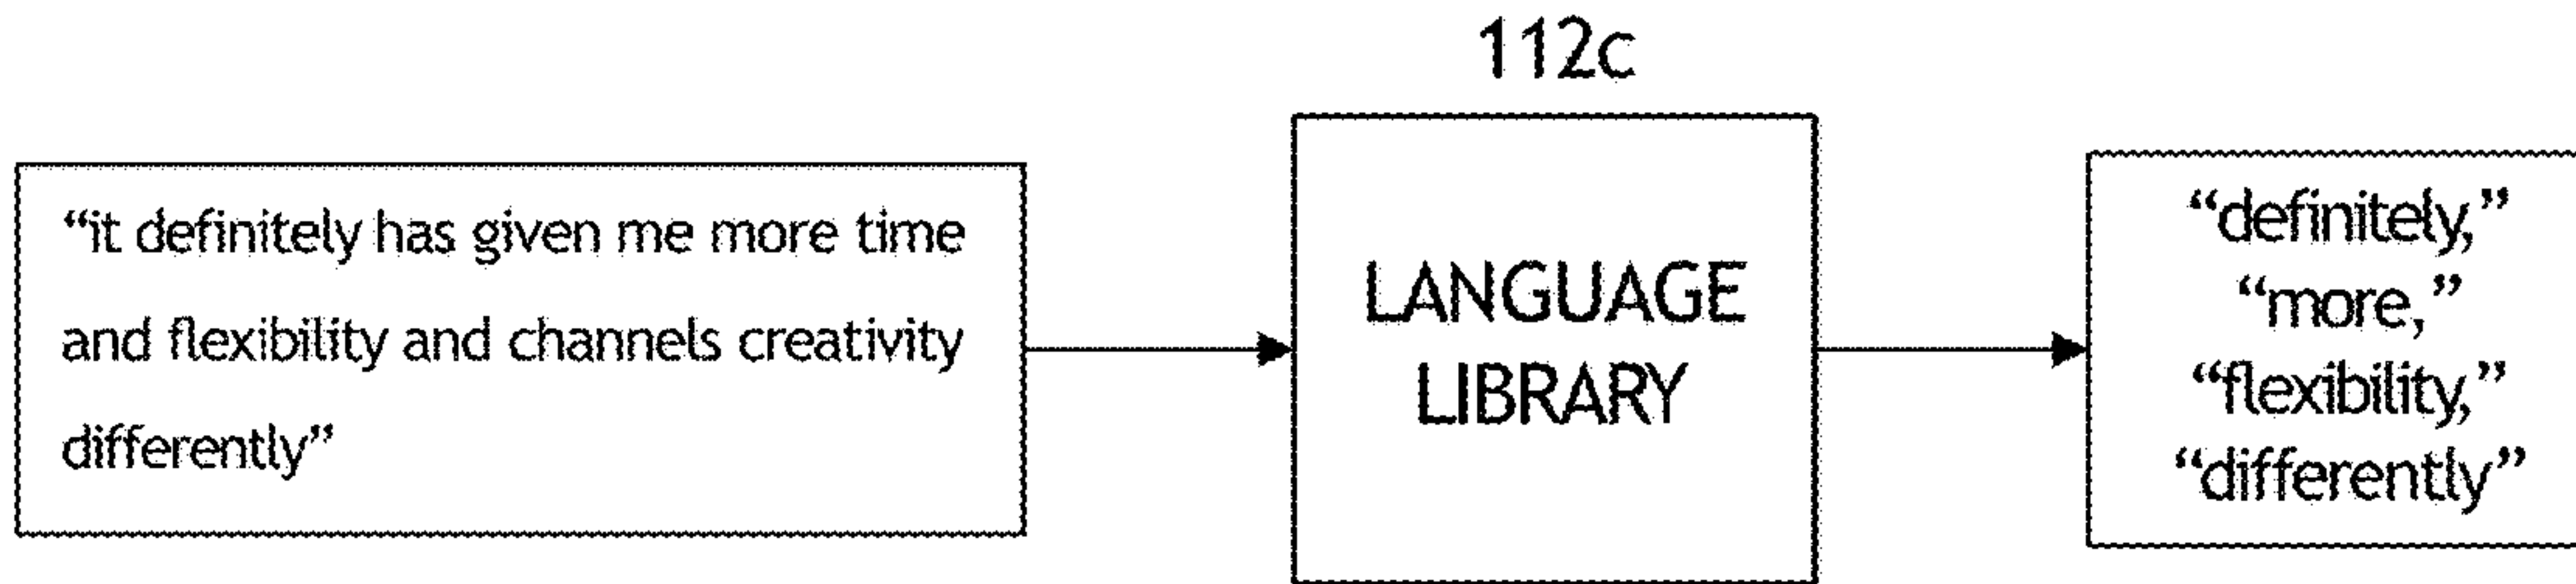 112c
“it definitely has given me more time
and flexibility and channels creativity
differently”
LANGUAGE
LIBRARY
“definitely,”
“more,”
“flexibility,”
“differently”